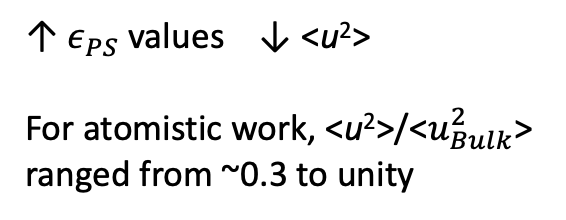 ↑ ϵ_PS values ↓ <u²>
For atomistic work, <u²>/<u²_Bulk>
ranged from ~0.3 to unity